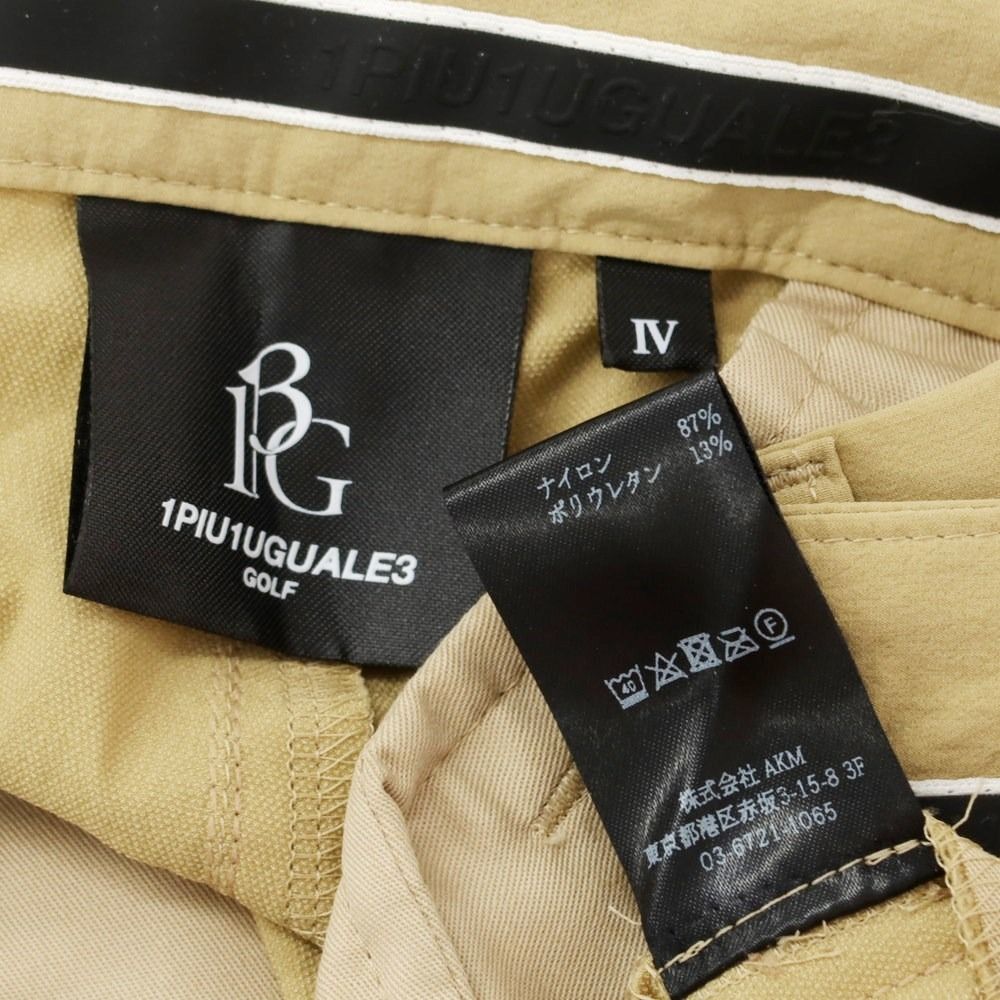 1PIU1UGUALE3
1PIU1UGUALE3
GOLF
IV
ナイロン 87%
ポリウレタン 13%
40
F
株式会社 AKM
東京都港区赤坂3-15-8 3F
03-6721-1065